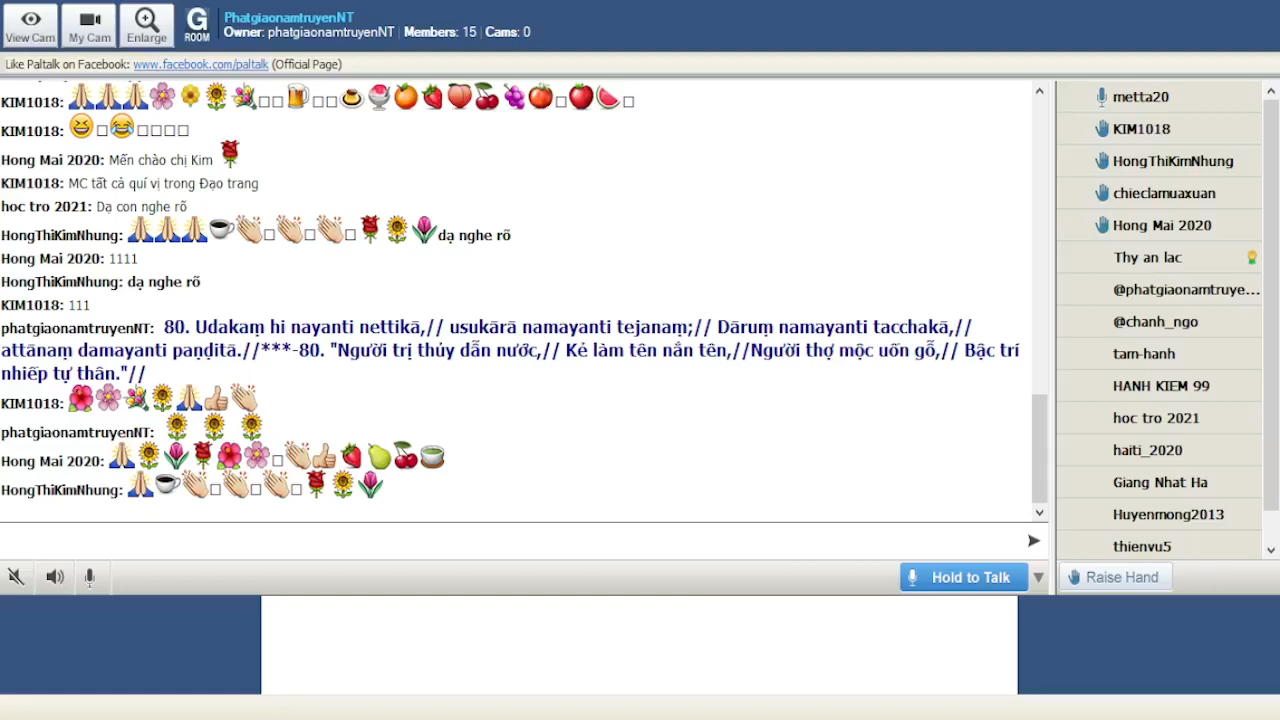 View Cam
My Cam
Enlarge
G
ROOM
PhatgiaonamtruyenNT
Owner: phatgiaonamtruyenNT | Members: 15 | Cams: 0
Like Paltalk on Facebook: www.facebook.com/paltalk (Official Page)
KIM1018:
KIM1018:
Hong Mai 2020: Mến chào chị Kim
KIM1018: MC tất cả quí vị trong Đạo trang
hoc tro 2021: Dạ con nghe rõ
HongThiKimNhung: dạ nghe rõ
Hong Mai 2020: 1111
HongThiKimNhung: dạ nghe rõ
KIM1018: 111
phatgiaonamtruyenNT: 80. Udakaṃ hi nayanti nettikā,// usukārā namayanti tejanaṃ;// Dāruṃ namayanti tacchakā,//
attānaṃ damayanti paṇḍitā.//***-80. "Người trị thủy dẫn nước,// Kẻ làm tên nắn tên,//Người thợ mộc uốn gỗ,// Bậc trí
nhiếp tự thân."//
KIM1018:
phatgiaonamtruyenNT:
Hong Mai 2020:
HongThiKimNhung:
Hold to Talk
metta20
KIM1018
HongThiKimNhung
chieclamuaxuan
Hong Mai 2020
Thy an lac
@phatgiaonamtruye...
@chanh_ngo
tam-hanh
HANH KIEM 99
hoc tro 2021
haiti_2020
Giang Nhat Ha
Huyenmong2013
thienvu5
Raise Hand